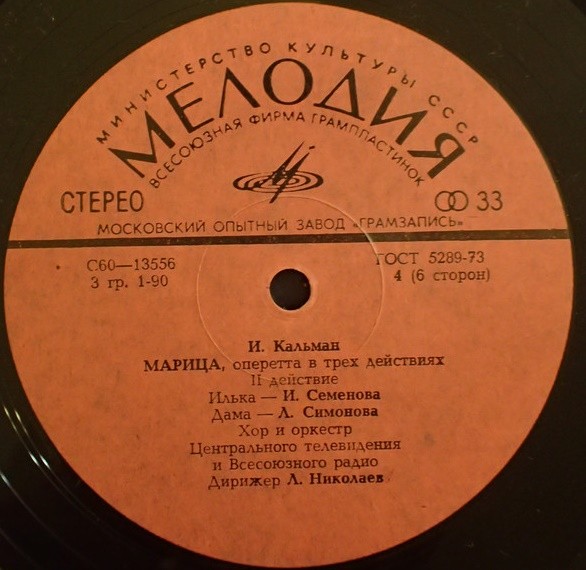 МИНИСТЕРСТВО КУЛЬТУРЫ СССР
МЕЛОДИЯ
ВСЕСОЮЗНАЯ ФИРМА ГРАМПЛАСТИНОК
СТЕРЕО
33
МОСКОВСКИЙ ОПЫТНЫЙ ЗАВОД «ГРАМЗАПИСЬ»
С60—13556
ГОСТ 5289-73
3 гр. 1-90
4 (6 сторон)
И. Кальман
МАРИЦА, оперетта в трех действиях
II действие
Илька — И. Семенова
Дама — Л. Симонова
Хор и оркестр
Центрального телевидения
и Всесоюзного радио
Дирижер Л. Николаев